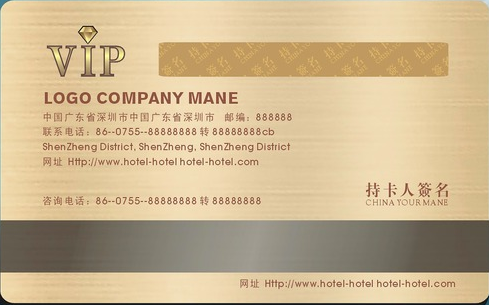 VIP
签名 签名 签名 签名 签名 签名
LOGO COMPANY MANE
中国广东省深圳市中国广东省深圳市 邮编：888888
联系电话：86--0755--88888888 转 88888888cb
ShenZheng District, ShenZheng, ShenZheng District
网址 Http://www.hotel-hotel hotel-hotel.com
咨询电话：86--0755--88888888 转 88888888
持卡人签名
CHINA YOUR MANE
网址 Http://www.hotel-hotel hotel-hotel.com